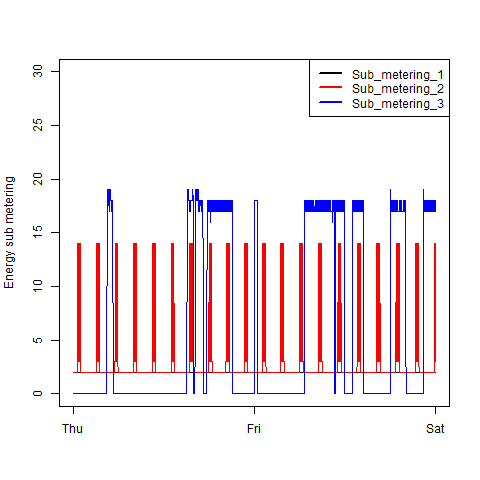 30
25
20
15
10
5
0
Energy sub metering
Sub_metering_1
Sub_metering_2
Sub_metering_3
Thu
Fri
Sat